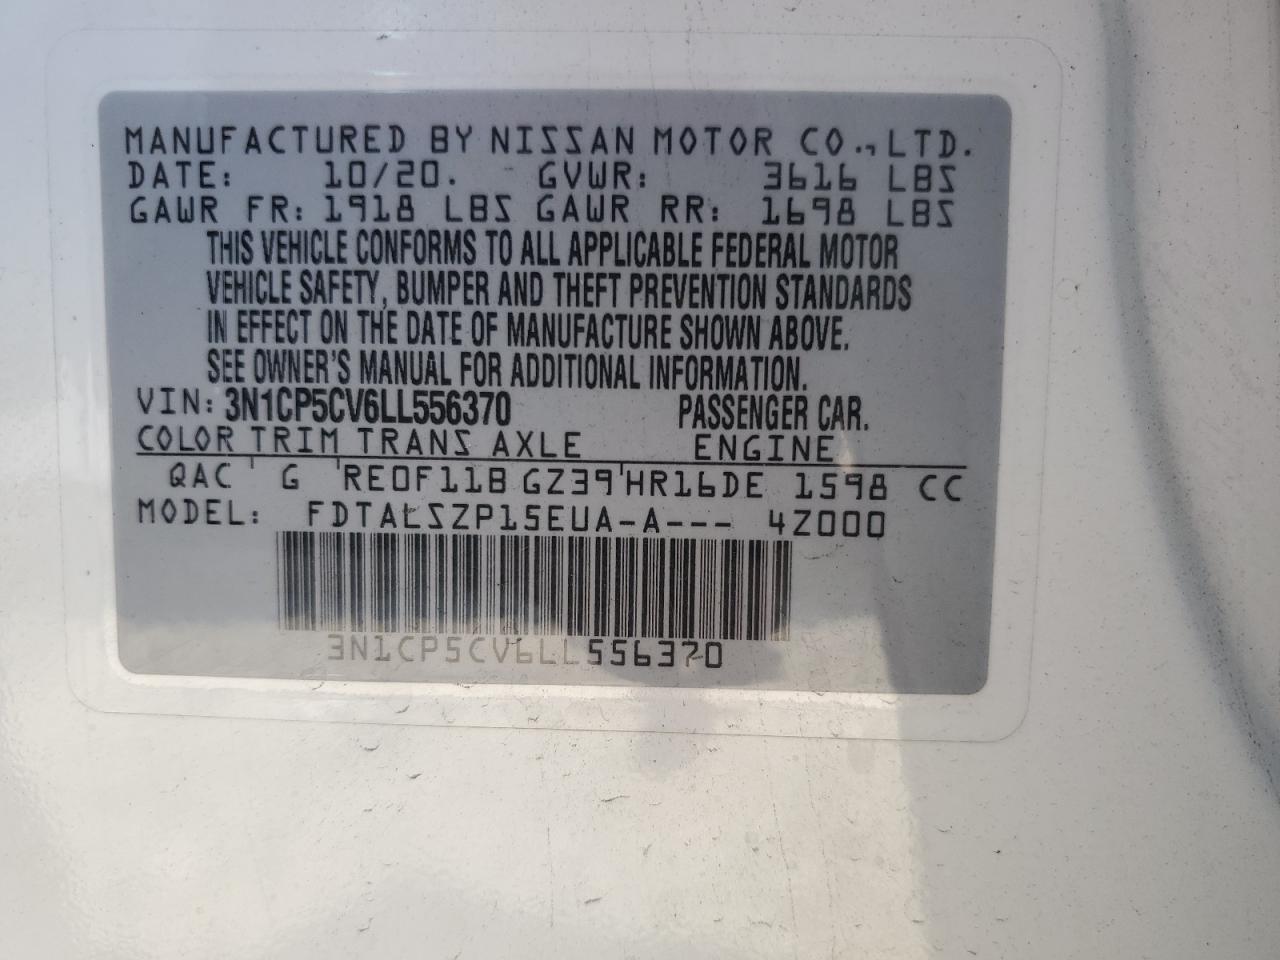 MANUFACTURED BY NISSAN MOTOR CO., LTD.
DATE: 10/20. GVWR: 3616 LBS
GAWR FR: 1918 LBS GAWR RR: 1698 LBS
THIS VEHICLE CONFORMS TO ALL APPLICABLE FEDERAL MOTOR
VEHICLE SAFETY, BUMPER AND THEFT PREVENTION STANDARDS
IN EFFECT ON THE DATE OF MANUFACTURE SHOWN ABOVE.
SEE OWNER'S MANUAL FOR ADDITIONAL INFORMATION.
VIN: 3N1CP5CV6LL556370 PASSENGER CAR.
COLOR TRIM TRANS AXLE ENGINE
QAC G RE0F11B GZ39 HR16DE 1598 CC
MODEL: FDTALSZP15EUA-A--- 4Z000
3N1CP5CV6LL556370